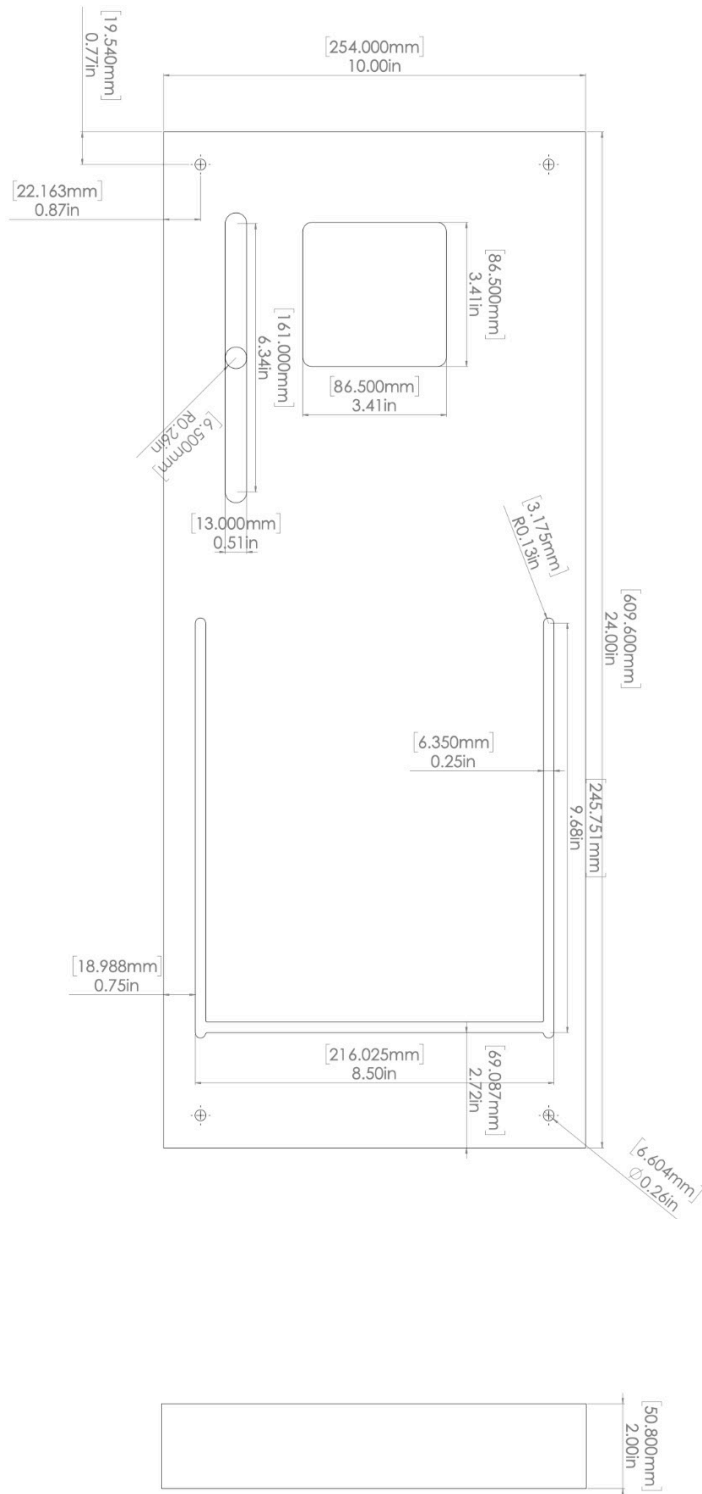 [19.540mm]
0.77in
[254.000mm]
10.00in
[22.163mm]
0.87in
[86.500mm]
3.41in
[161.000mm]
6.34in
[86.500mm]
3.41in
[6.500mm]
R0.26in
[13.000mm]
0.51in
[3.175mm]
R0.13in
[609.600mm]
24.00in
[6.350mm]
0.25in
[245.751mm]
9.68in
[18.988mm]
0.75in
[216.025mm]
8.50in
[69.087mm]
2.72in
[6.604mm]
∅0.26in
[50.800mm]
2.00in